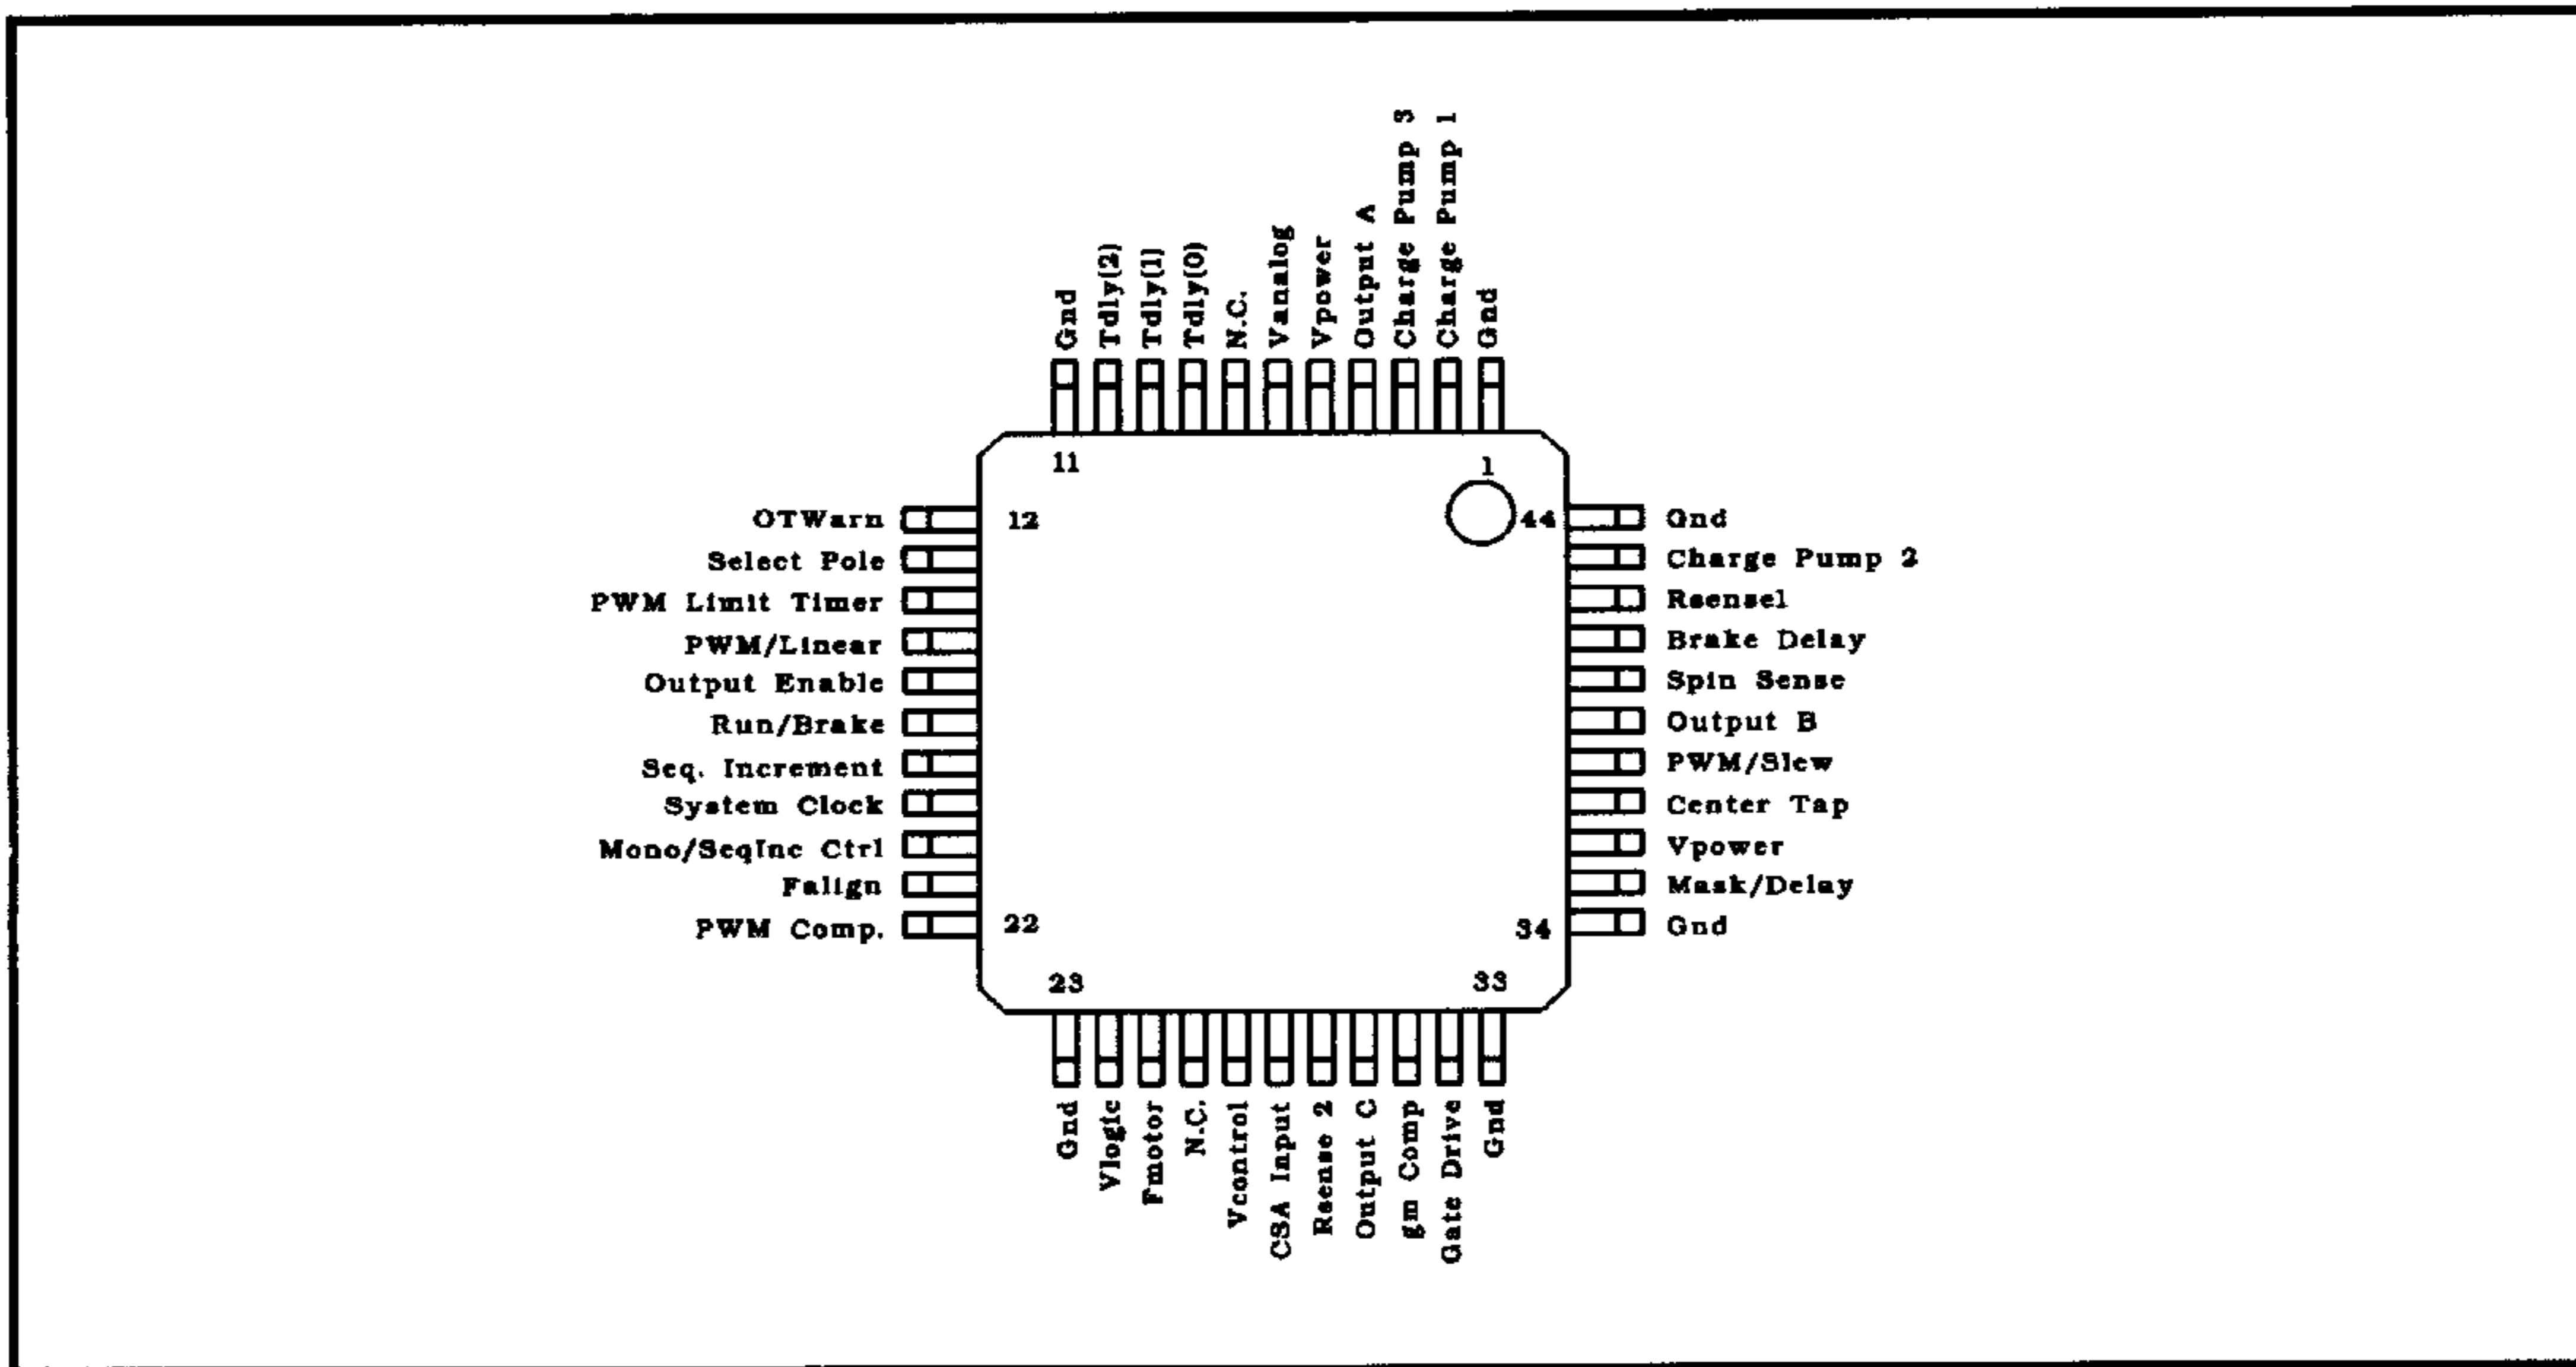 Gnd
Tdly(2)
Tdly(1)
Tdly(0)
N.C.
Vanalog
Vpower
Output A
Charge Pump 3
Charge Pump 1
Gnd
11
1
OTWarn
12
44
Gnd
Select Pole
Charge Pump 2
PWM Limit Timer
Rsense1
PWM/Linear
Brake Delay
Output Enable
Spin Sense
Run/Brake
Output B
Seq. Increment
PWM/Slew
System Clock
Center Tap
Mono/SeqInc Ctrl
Vpower
Falign
Mask/Delay
PWM Comp.
22
34
Gnd
23
33
Gnd
Vlogic
Fmotor
N.C.
Vcontrol
CSA Input
Rsense 2
Output C
gm Comp
Gate Drive
Gnd